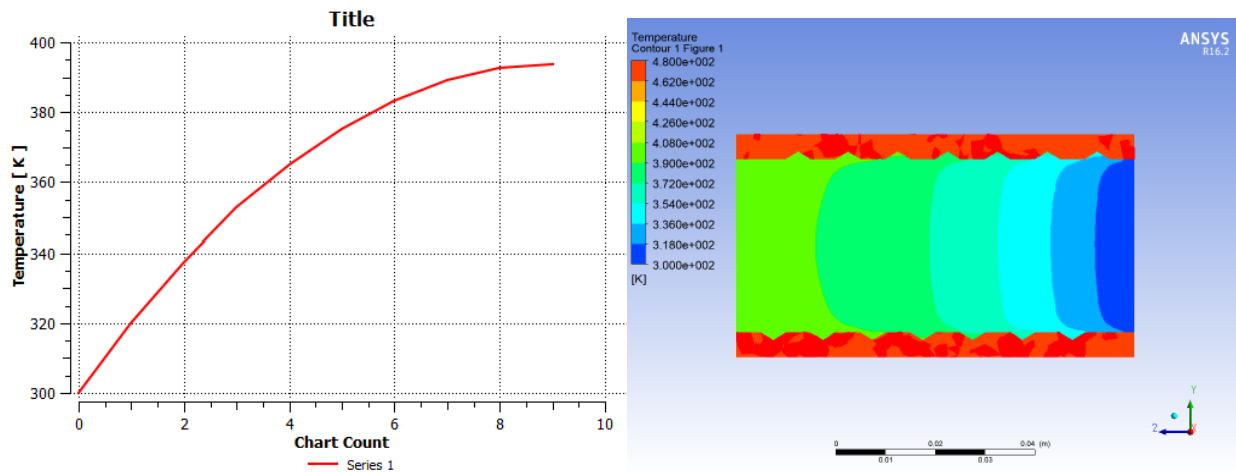 Title
400
380
360
340
320
300
Temperature [ K ]
0 2 4 6 8 10
Chart Count
Series 1
Temperature
Contour 1 Figure 1
4.800e+002
4.620e+002
4.440e+002
4.260e+002
4.080e+002
3.900e+002
3.720e+002
3.540e+002
3.360e+002
3.180e+002
3.000e+002
[K]
ANSYS
R16.2
0 0.02 0.04 (m)
0.01 0.03
Y
Z X